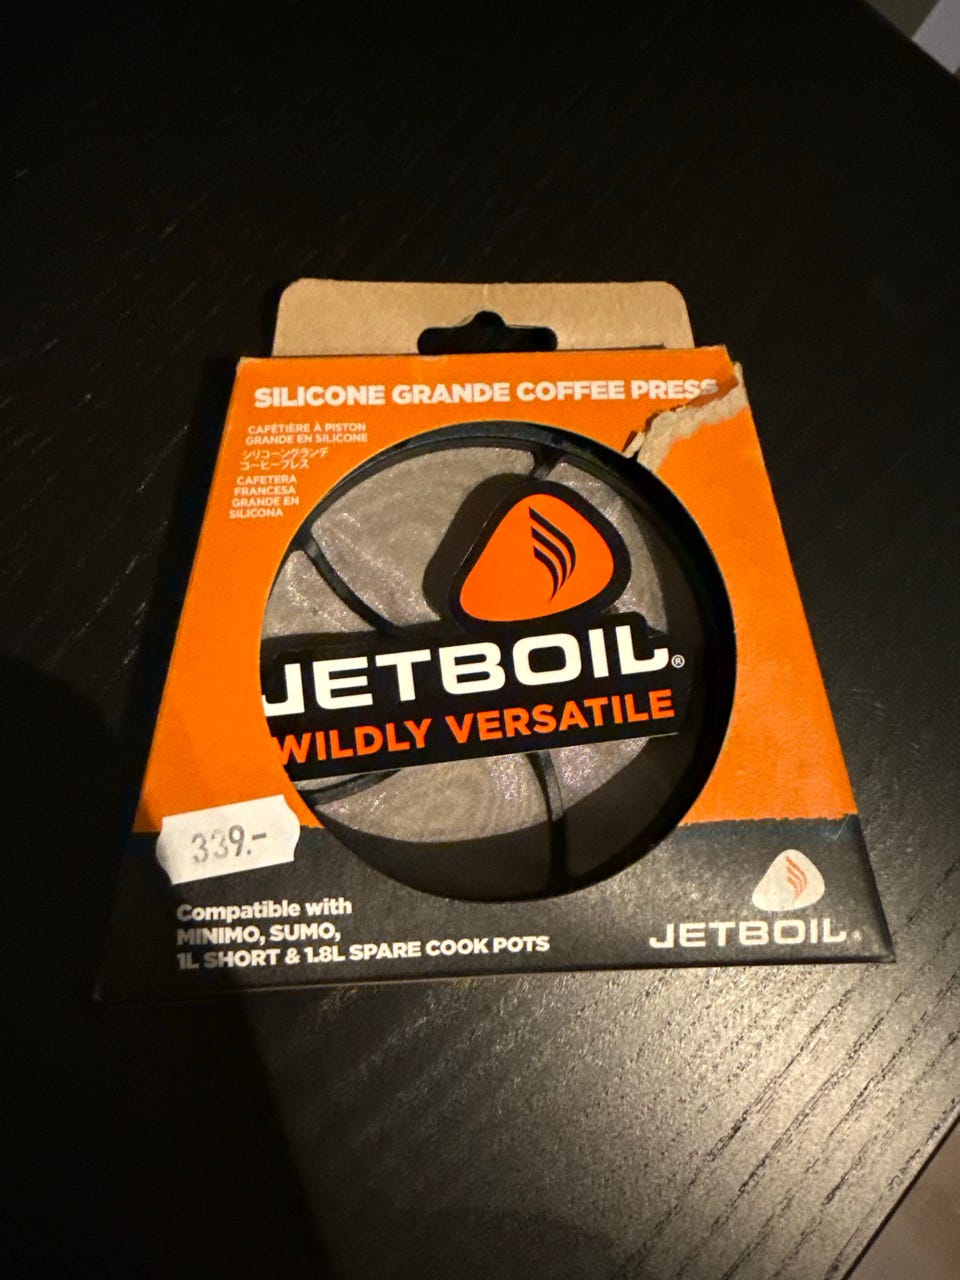 SILICONE GRANDE COFFEE PRESS
CAFÉTIÈRE À PISTON
GRANDE EN SILICONE
シリコーングランデ
コーヒープレス
CAFETERA
FRANCESA
GRANDE EN
SILICONA
JETBOIL®
WILDLY VERSATILE
339.-
Compatible with
MINIMO, SUMO,
1L SHORT & 1.8L SPARE COOK POTS
JETBOIL®